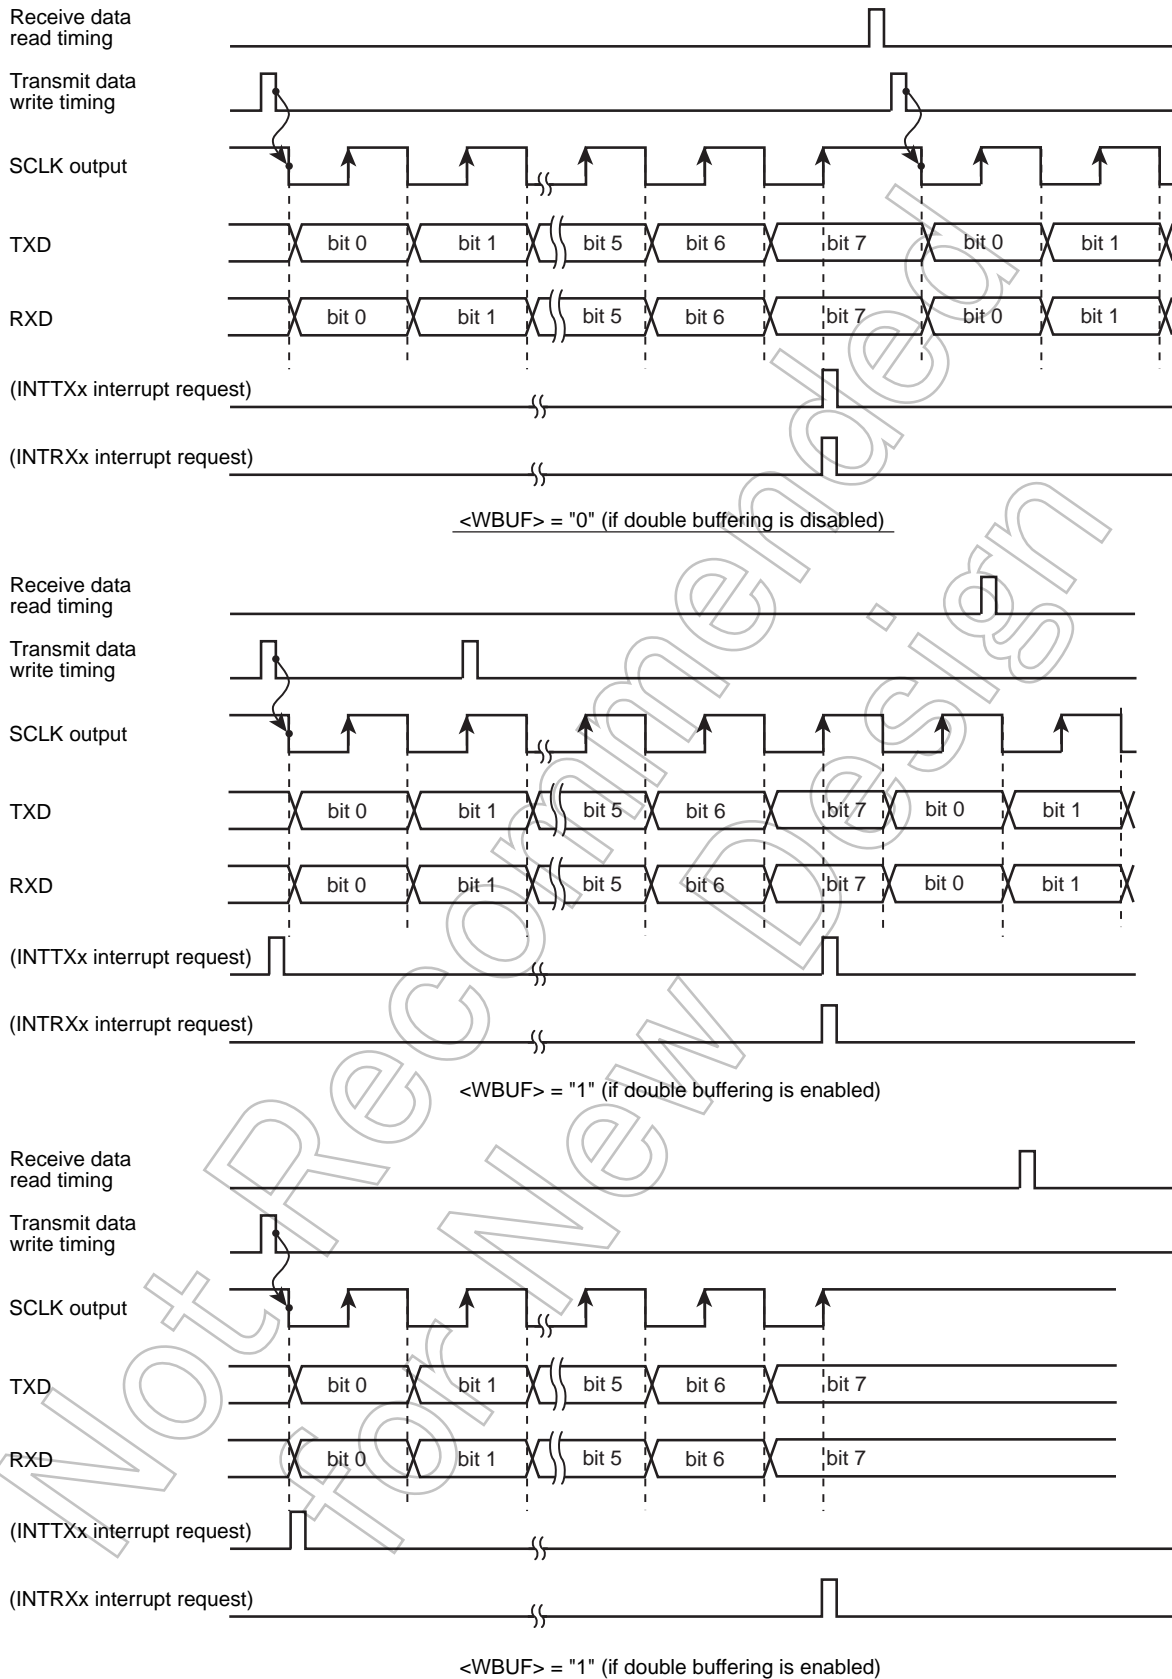 Receive data
read timing
Transmit data
write timing
SCLK output
TXD bit 0 bit 1 bit 5 bit 6 bit 7 bit 0 bit 1
RXD bit 0 bit 1 bit 5 bit 6 bit 7 bit 0 bit 1
(INTTXx interrupt request)
(INTRXx interrupt request)
<WBUF> = "0" (if double buffering is disabled)
Receive data
read timing
Transmit data
write timing
SCLK output
TXD bit 0 bit 1 bit 5 bit 6 bit 7 bit 0 bit 1
RXD bit 0 bit 1 bit 5 bit 6 bit 7 bit 0 bit 1
(INTTXx interrupt request)
(INTRXx interrupt request)
<WBUF> = "1" (if double buffering is enabled)
Receive data
read timing
Transmit data
write timing
SCLK output
TXD bit 0 bit 1 bit 5 bit 6 bit 7
RXD bit 0 bit 1 bit 5 bit 6 bit 7
(INTTXx interrupt request)
(INTRXx interrupt request)
<WBUF> = "1" (if double buffering is enabled)
Not Recommended
for New Design